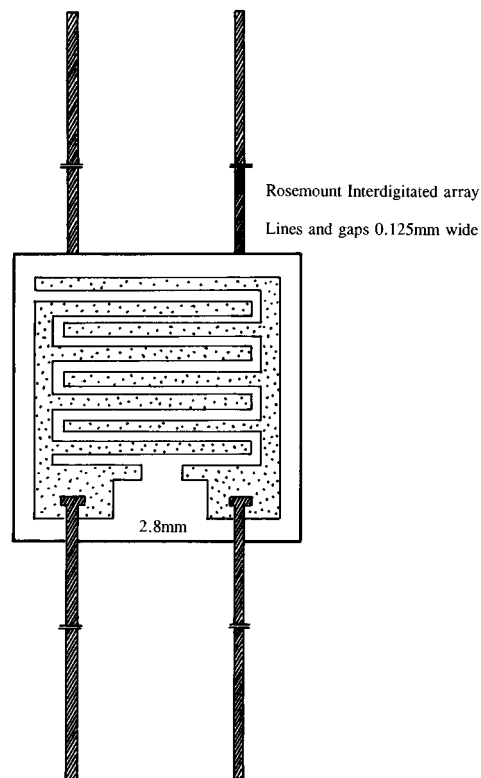 Rosemount Interdigitated array
Lines and gaps 0.125mm wide
2.8mm